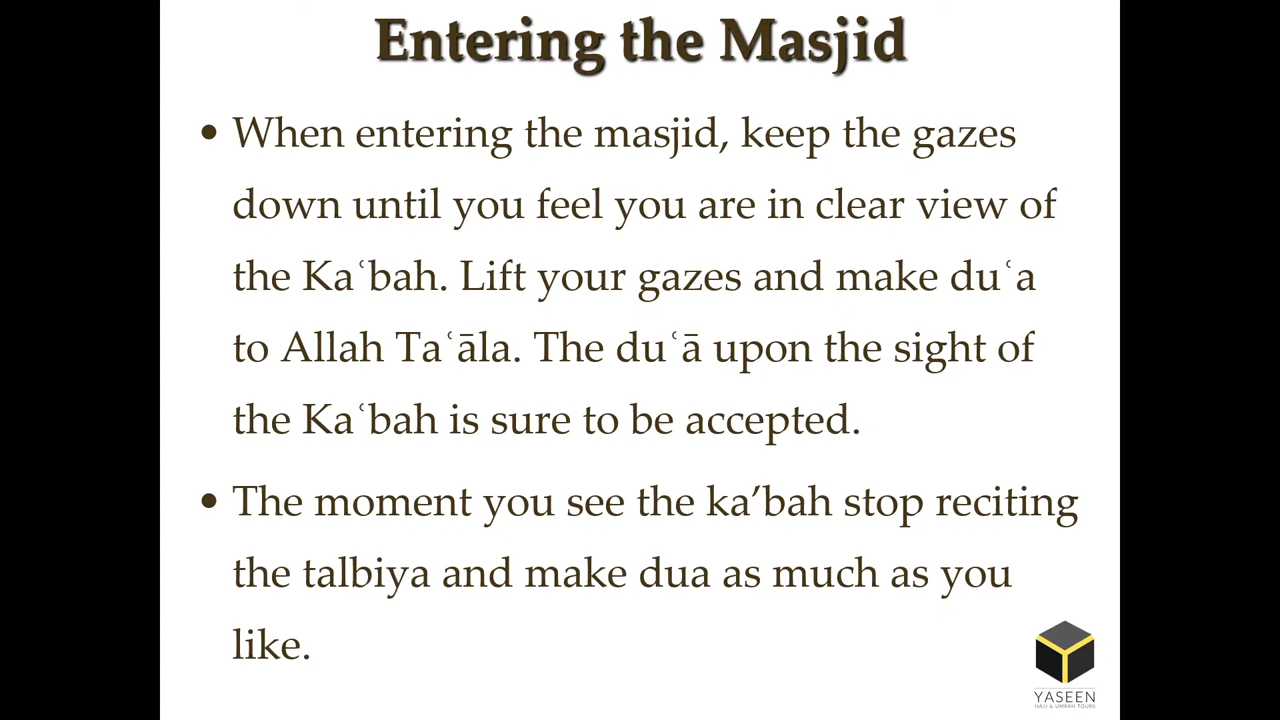 Entering the Masjid
• When entering the masjid, keep the gazes
down until you feel you are in clear view of
the Kaʿbah. Lift your gazes and make duʿa
to Allah Taʿāla. The duʿā upon the sight of
the Kaʿbah is sure to be accepted.
• The moment you see the ka’bah stop reciting
the talbiya and make dua as much as you
like.
YASEEN
HAJJ & UMRAH TOURS